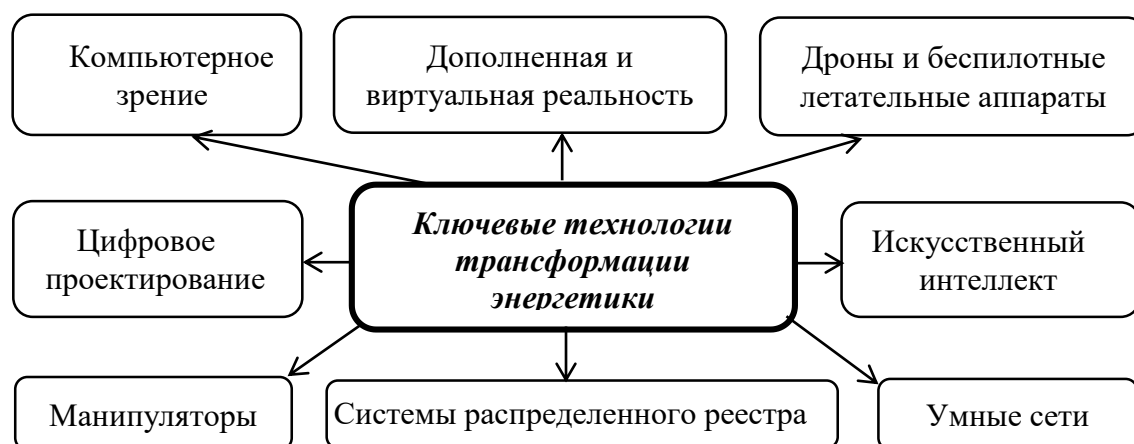 Компьютерное
зрение
Дополненная и
виртуальная реальность
Дроны и беспилотные
летательные аппараты
Цифровое
проектирование
Ключевые технологии
трансформации
энергетики
Искусственный
интеллект
Манипуляторы
Системы распределенного реестра
Умные сети